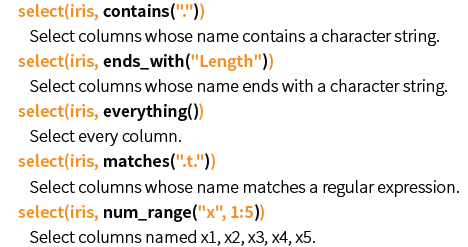 select(iris, contains("."))
Select columns whose name contains a character string.
select(iris, ends_with("Length"))
Select columns whose name ends with a character string.
select(iris, everything())
Select every column.
select(iris, matches(".t."))
Select columns whose name matches a regular expression.
select(iris, num_range("x", 1:5))
Select columns named x1, x2, x3, x4, x5.